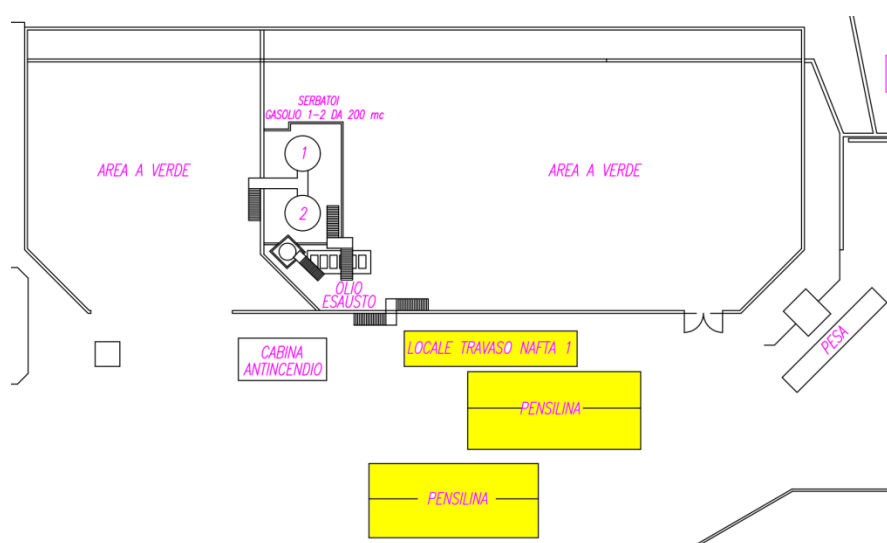 SERBATOI
GASOLIO 1-2 DA 200 mc
1
AREA A VERDE
AREA A VERDE
2
OLIO
ESAUSTO
CABINA
ANTINCENDIO
LOCALE TRAVASO NAFTA 1
PESA
PENSILINA
PENSILINA